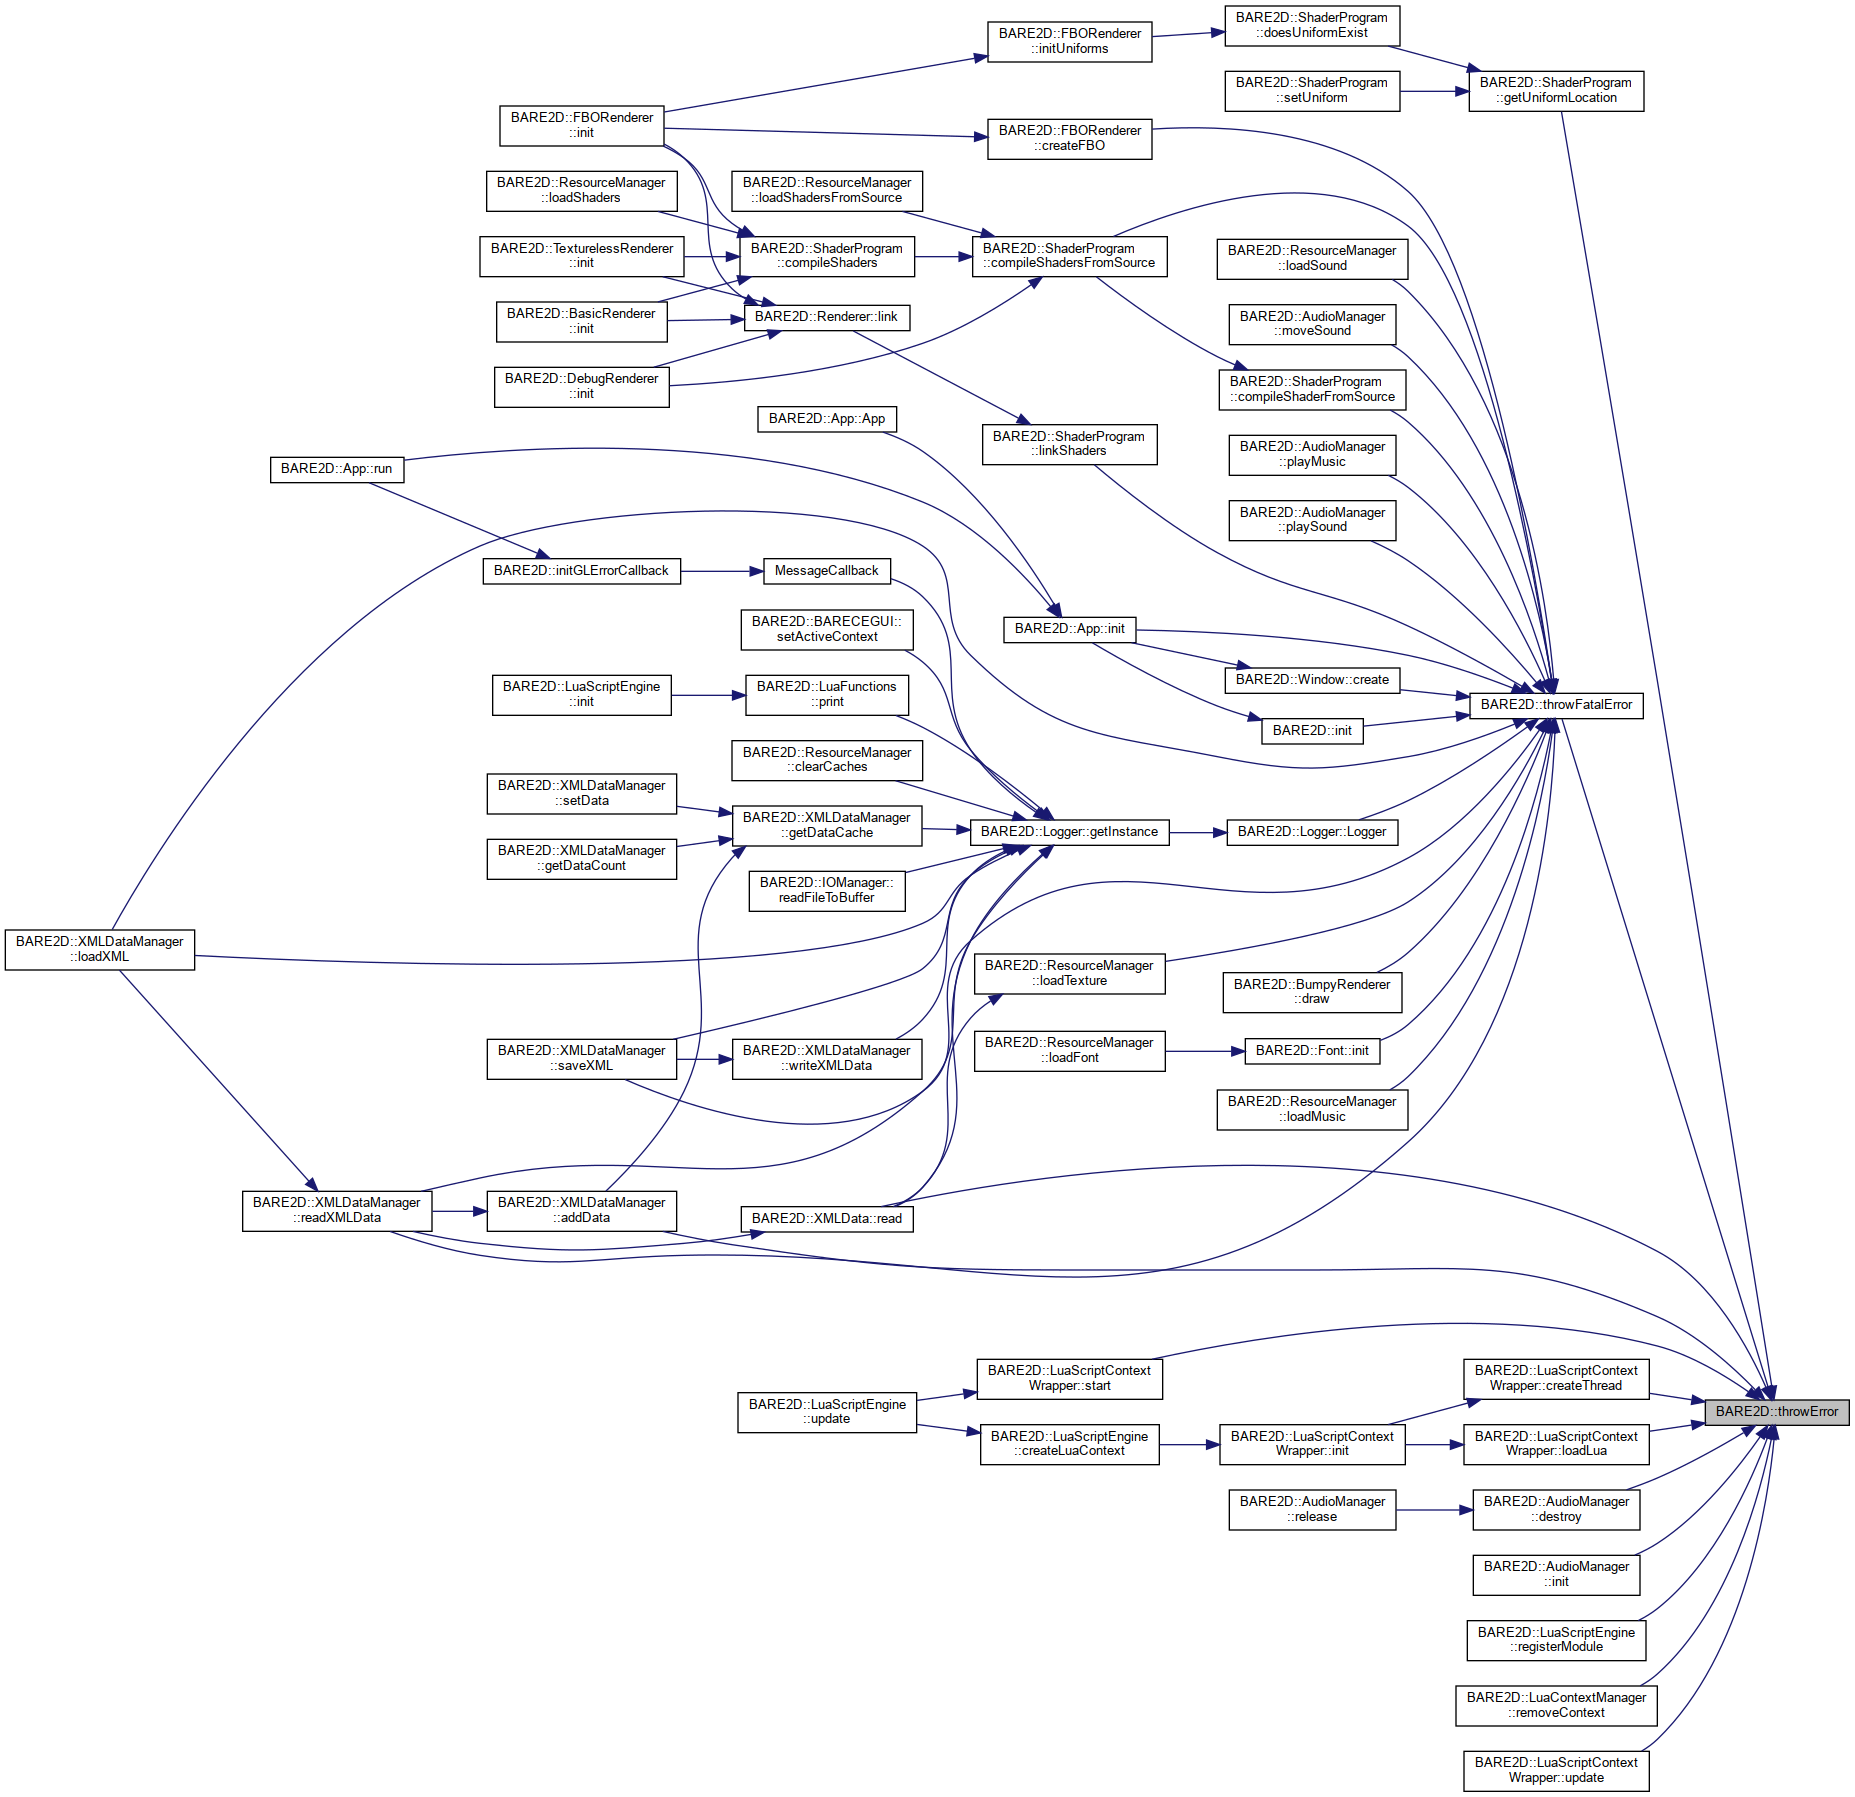 BARE2D::ShaderProgram
::doesUniformExist
BARE2D::FBORenderer
::initUniforms
BARE2D::ShaderProgram
::setUniform
BARE2D::ShaderProgram
::getUniformLocation
BARE2D::FBORenderer
::init
BARE2D::FBORenderer
::createFBO
BARE2D::ResourceManager
::loadShaders
BARE2D::ResourceManager
::loadShadersFromSource
BARE2D::TexturelessRenderer
::init
BARE2D::ShaderProgram
::compileShaders
BARE2D::ShaderProgram
::compileShadersFromSource
BARE2D::ResourceManager
::loadSound
BARE2D::BasicRenderer
::init
BARE2D::Renderer::link
BARE2D::AudioManager
::moveSound
BARE2D::DebugRenderer
::init
BARE2D::ShaderProgram
::compileShaderFromSource
BARE2D::App::App
BARE2D::ShaderProgram
::linkShaders
BARE2D::AudioManager
::playMusic
BARE2D::App::run
BARE2D::AudioManager
::playSound
BARE2D::initGLErrorCallback
MessageCallback
BARE2D::BARECEGUI::
setActiveContext
BARE2D::App::init
BARE2D::LuaScriptEngine
::init
BARE2D::LuaFunctions
::print
BARE2D::Window::create
BARE2D::throwFatalError
BARE2D::init
BARE2D::ResourceManager
::clearCaches
BARE2D::XMLDataManager
::setData
BARE2D::XMLDataManager
::getDataCache
BARE2D::Logger::getInstance
BARE2D::Logger::Logger
BARE2D::XMLDataManager
::getDataCount
BARE2D::IOManager::
readFileToBuffer
BARE2D::XMLDataManager
::loadXML
BARE2D::ResourceManager
::loadTexture
BARE2D::BumpyRenderer
::draw
BARE2D::XMLDataManager
::saveXML
BARE2D::XMLDataManager
::writeXMLData
BARE2D::ResourceManager
::loadFont
BARE2D::Font::init
BARE2D::ResourceManager
::loadMusic
BARE2D::XMLDataManager
::readXMLData
BARE2D::XMLDataManager
::addData
BARE2D::XMLData::read
BARE2D::LuaScriptContext
Wrapper::start
BARE2D::LuaScriptContext
Wrapper::createThread
BARE2D::LuaScriptEngine
::update
BARE2D::throwError
BARE2D::LuaScriptEngine
::createLuaContext
BARE2D::LuaScriptContext
Wrapper::init
BARE2D::LuaScriptContext
Wrapper::loadLua
BARE2D::AudioManager
::release
BARE2D::AudioManager
::destroy
BARE2D::AudioManager
::init
BARE2D::LuaScriptEngine
::registerModule
BARE2D::LuaContextManager
::removeContext
BARE2D::LuaScriptContext
Wrapper::update